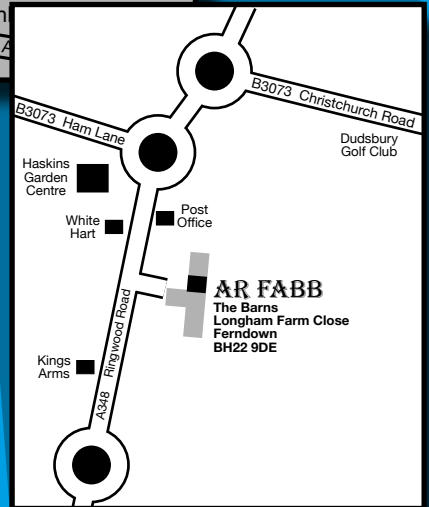 B3073 Christchurch Road
B3073 Ham Lane
Dudsbury
Golf Club
Haskins
Garden
Centre
Post
Office
White
Hart
AR FABB
The Barns
Longham Farm Close
Ferndown
BH22 9DE
Kings
Arms
A348 Ringwood Road